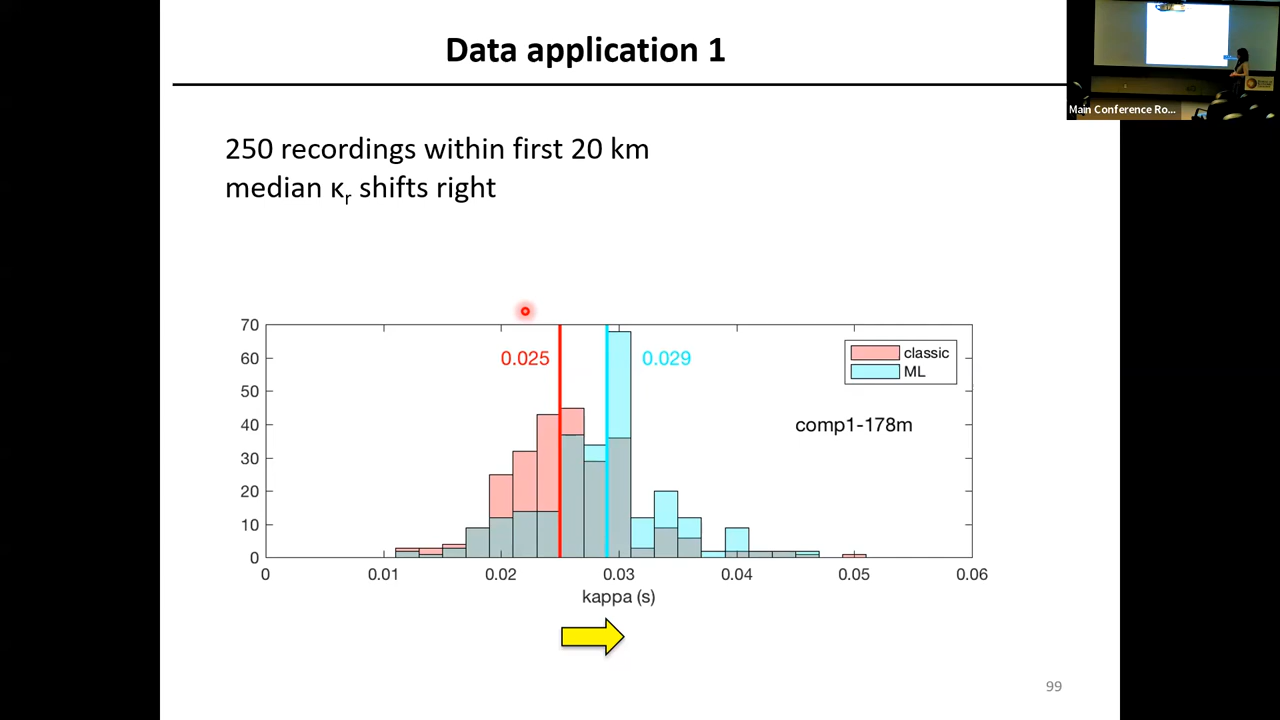 Data application 1
Main Conference Ro...
250 recordings within first 20 km
median κr shifts right
70
60
50
40
30
20
10
0
0.025
0.029
classic
ML
comp1-178m
0
0.01
0.02
0.03
0.04
0.05
0.06
kappa (s)
99